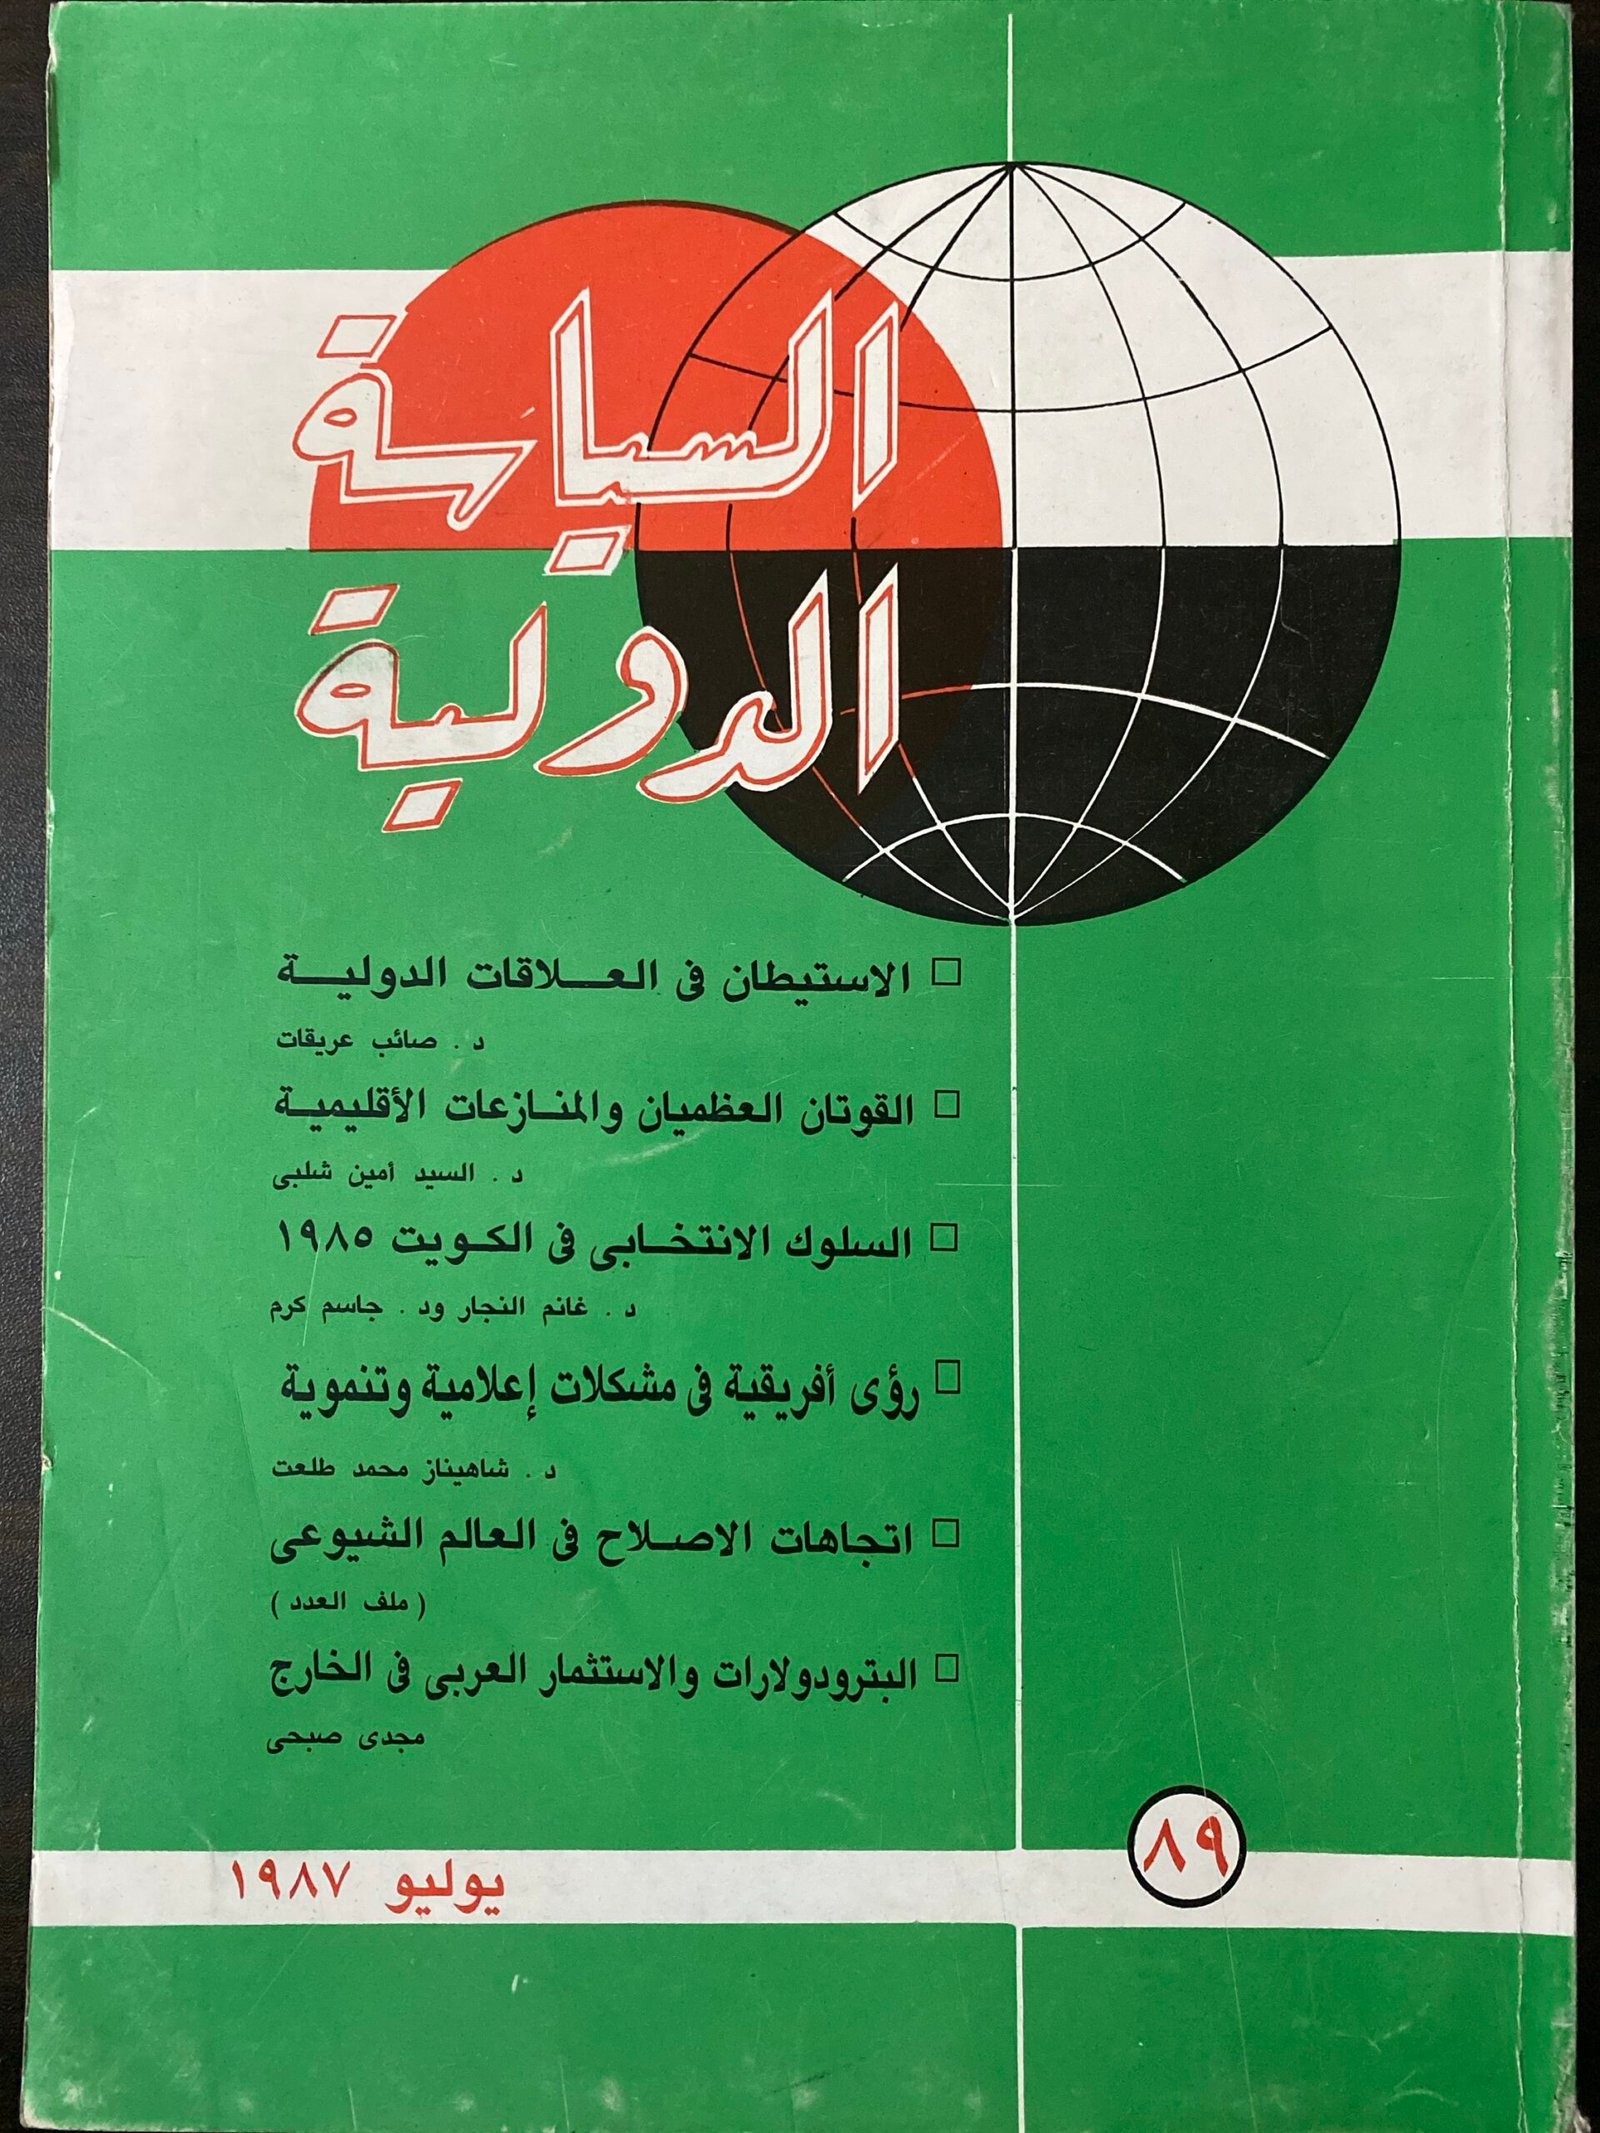 السياسة
الدولية
الاستيطان فى العلاقات الدولية
د . صائب عريقات
القوتان العظميان والمنازعات الأقليمية
د . السيد أمين شلبى
السلوك الانتخابى فى الكويت ١٩٨٥
د . غانم النجار ود . جاسم كرم
رؤى أفريقية فى مشكلات إعلامية وتنموية
د . شاهيناز محمد طلعت
اتجاهات الاصلاح فى العالم الشيوعى
( ملف العدد )
البترودولارات والاستثمار العربى فى الخارج
مجدى صبحى
٨٩
يوليو ١٩٨٧